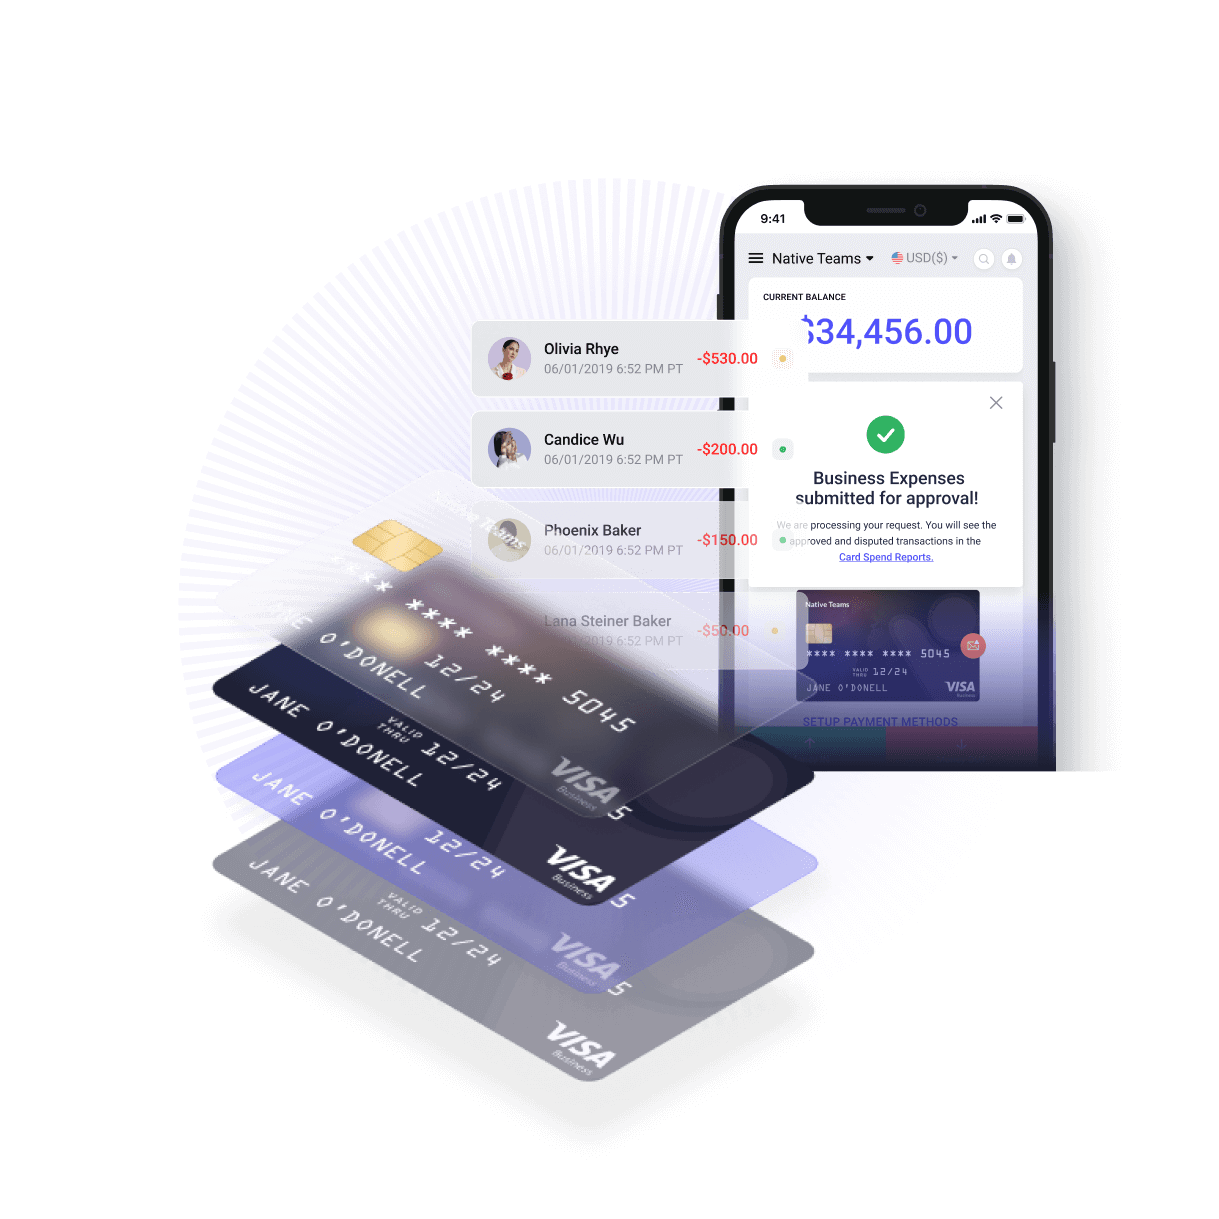 9:41
Native Teams
USD($)
CURRENT BALANCE
$34,456.00
Olivia Rhye
06/01/2019 6:52 PM PT
-$530.00
Candice Wu
06/01/2019 6:52 PM PT
-$200.00
Phoenix Baker
06/01/2019 6:52 PM PT
-$150.00
Lana Steiner Baker
06/01/2019 6:52 PM PT
-$50.00
Business Expenses
submitted for approval!
We are processing your request. You will see the
approved and disputed transactions in the
Card Spend Reports.
Native Teams
**** **** **** 5045
VALID
THRU 12/24
JANE O'DONELL
VISA
Business
SETUP PAYMENT METHODS
Native Teams
**** **** **** 5045
12/24
O'DONELL
VISA
Business
5
VALID
THRU 12/24
JANE O'DONELL
VISA
Business
5
12/24
JANE O'DONELL
VISA
Business
5
VALID
THRU 12/24
JANE O'DONELL
VISA
Business